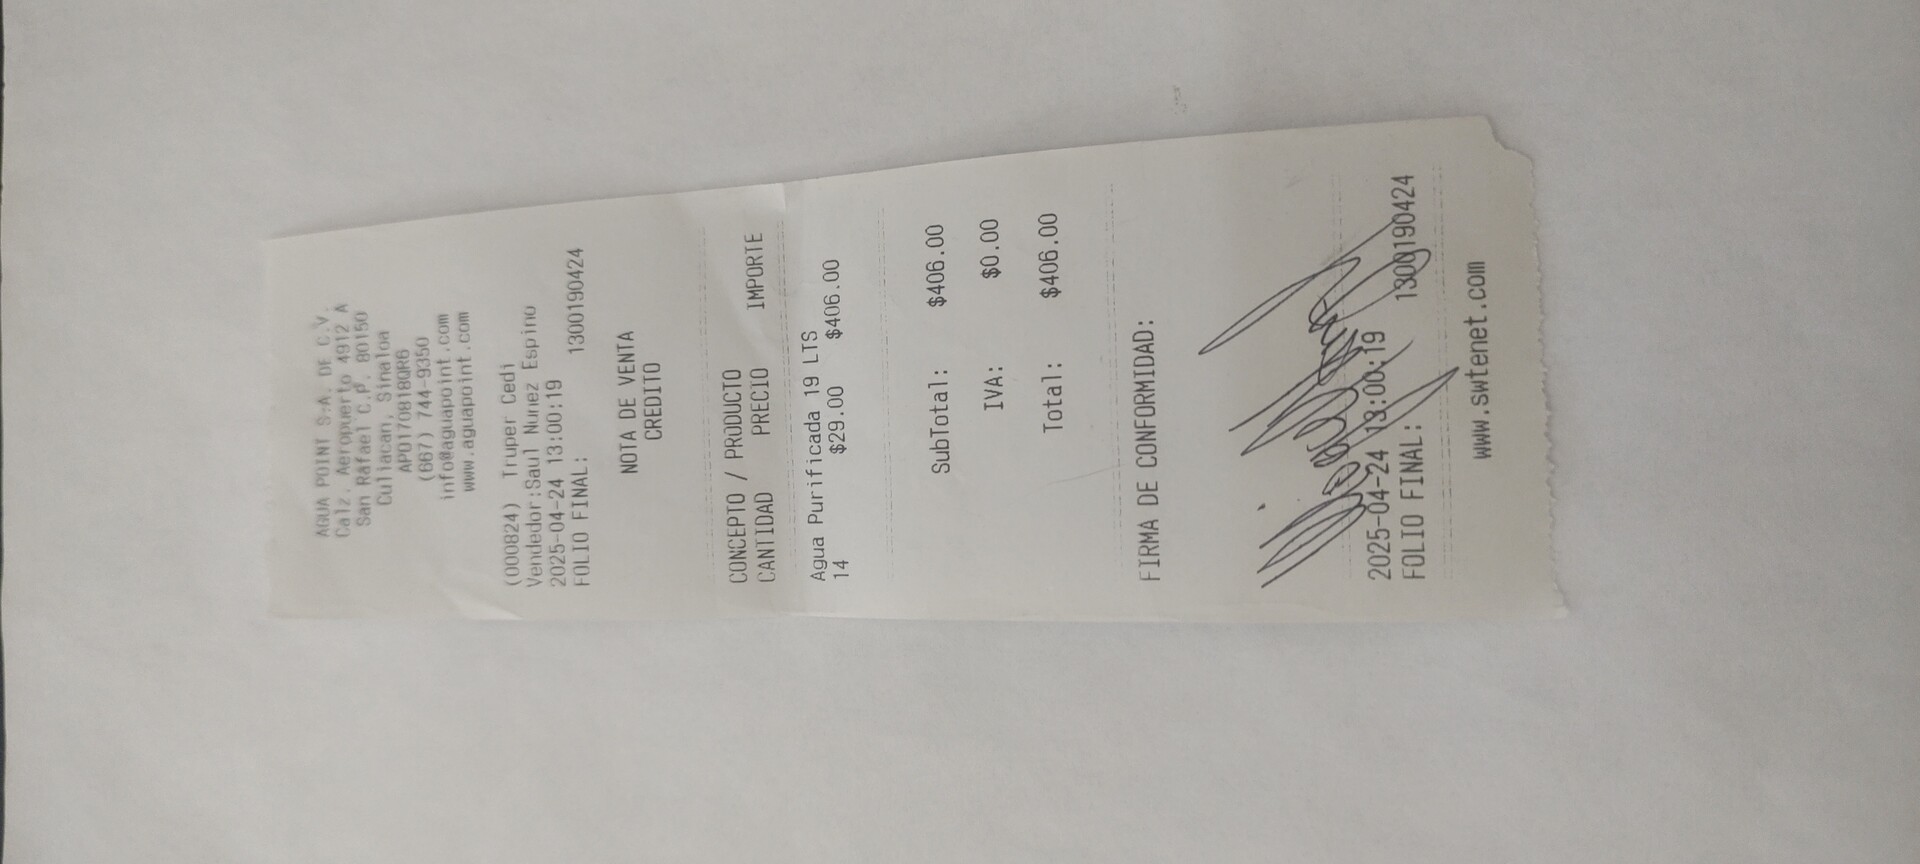 AGUA POINT S.A. DE C.V.
Calz. Aeropuerto 4912 A
San Rafael C.P. 80150
Culiacan, Sinaloa
APO170818QR6
(667) 744-9350
info@aguapoint.com
www.aguapoint.com
(000824) Truper Cedi
Vendedor:Saul Nunez Espino
2025-04-24 13:00:19
FOLIO FINAL: 1300190424
NOTA DE VENTA
CREDITO
CONCEPTO / PRODUCTO
CANTIDAD PRECIO IMPORTE
Agua Purificada 19 LTS
14 $29.00 $406.00
SubTotal: $406.00
IVA: $0.00
Total: $406.00
FIRMA DE CONFORMIDAD:
2025-04-24 13:00:19
FOLIO FINAL: 1300190424
www.swtenet.com